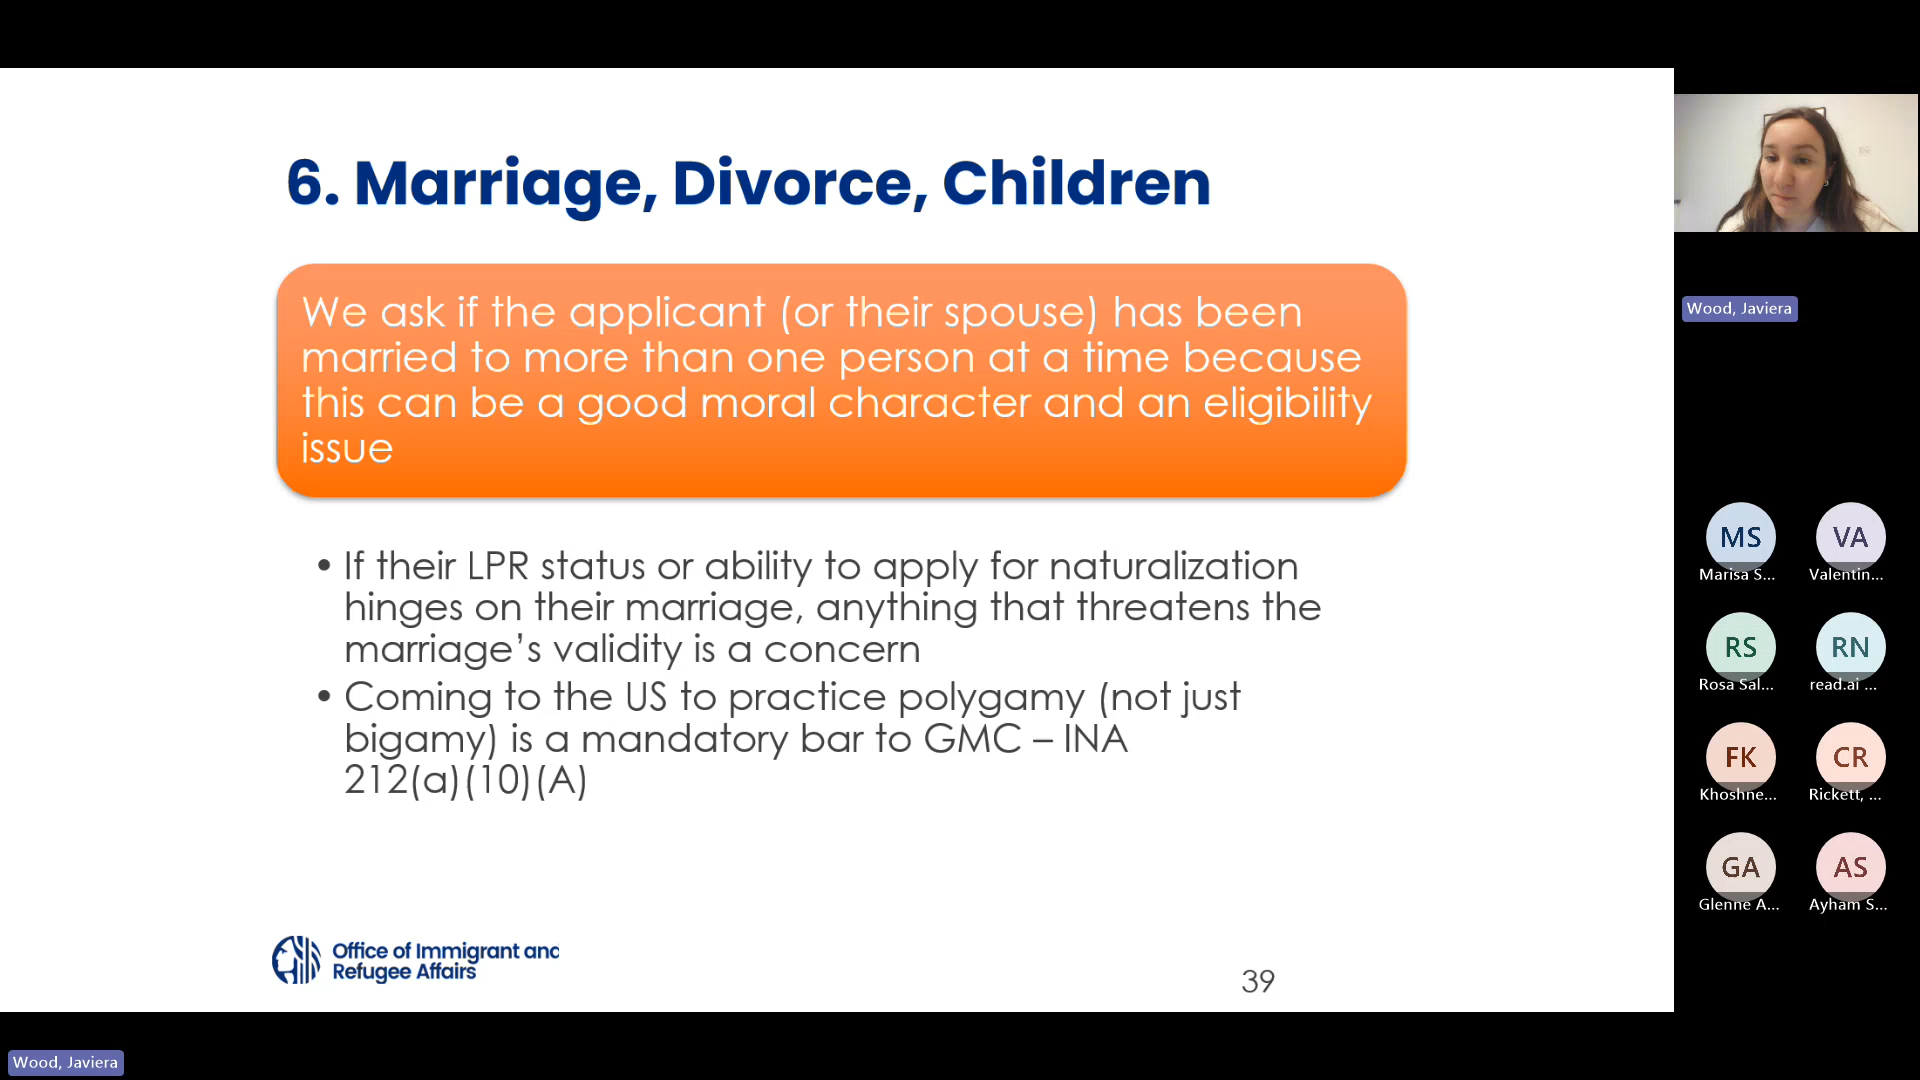 6. Marriage, Divorce, Children
We ask if the applicant (or their spouse) has been
married to more than one person at a time because
this can be a good moral character and an eligibility
issue
• If their LPR status or ability to apply for naturalization
hinges on their marriage, anything that threatens the
marriage’s validity is a concern
• Coming to the US to practice polygamy (not just
bigamy) is a mandatory bar to GMC – INA
212(a)(10)(A)
Office of Immigrant and
Refugee Affairs
39
Wood, Javiera
MS
Marisa S...
VA
Valentin...
RS
Rosa Sal...
RN
read.ai ...
FK
Khoshne...
CR
Rickett, ...
GA
Glenne A...
AS
Ayham S...
Wood, Javiera